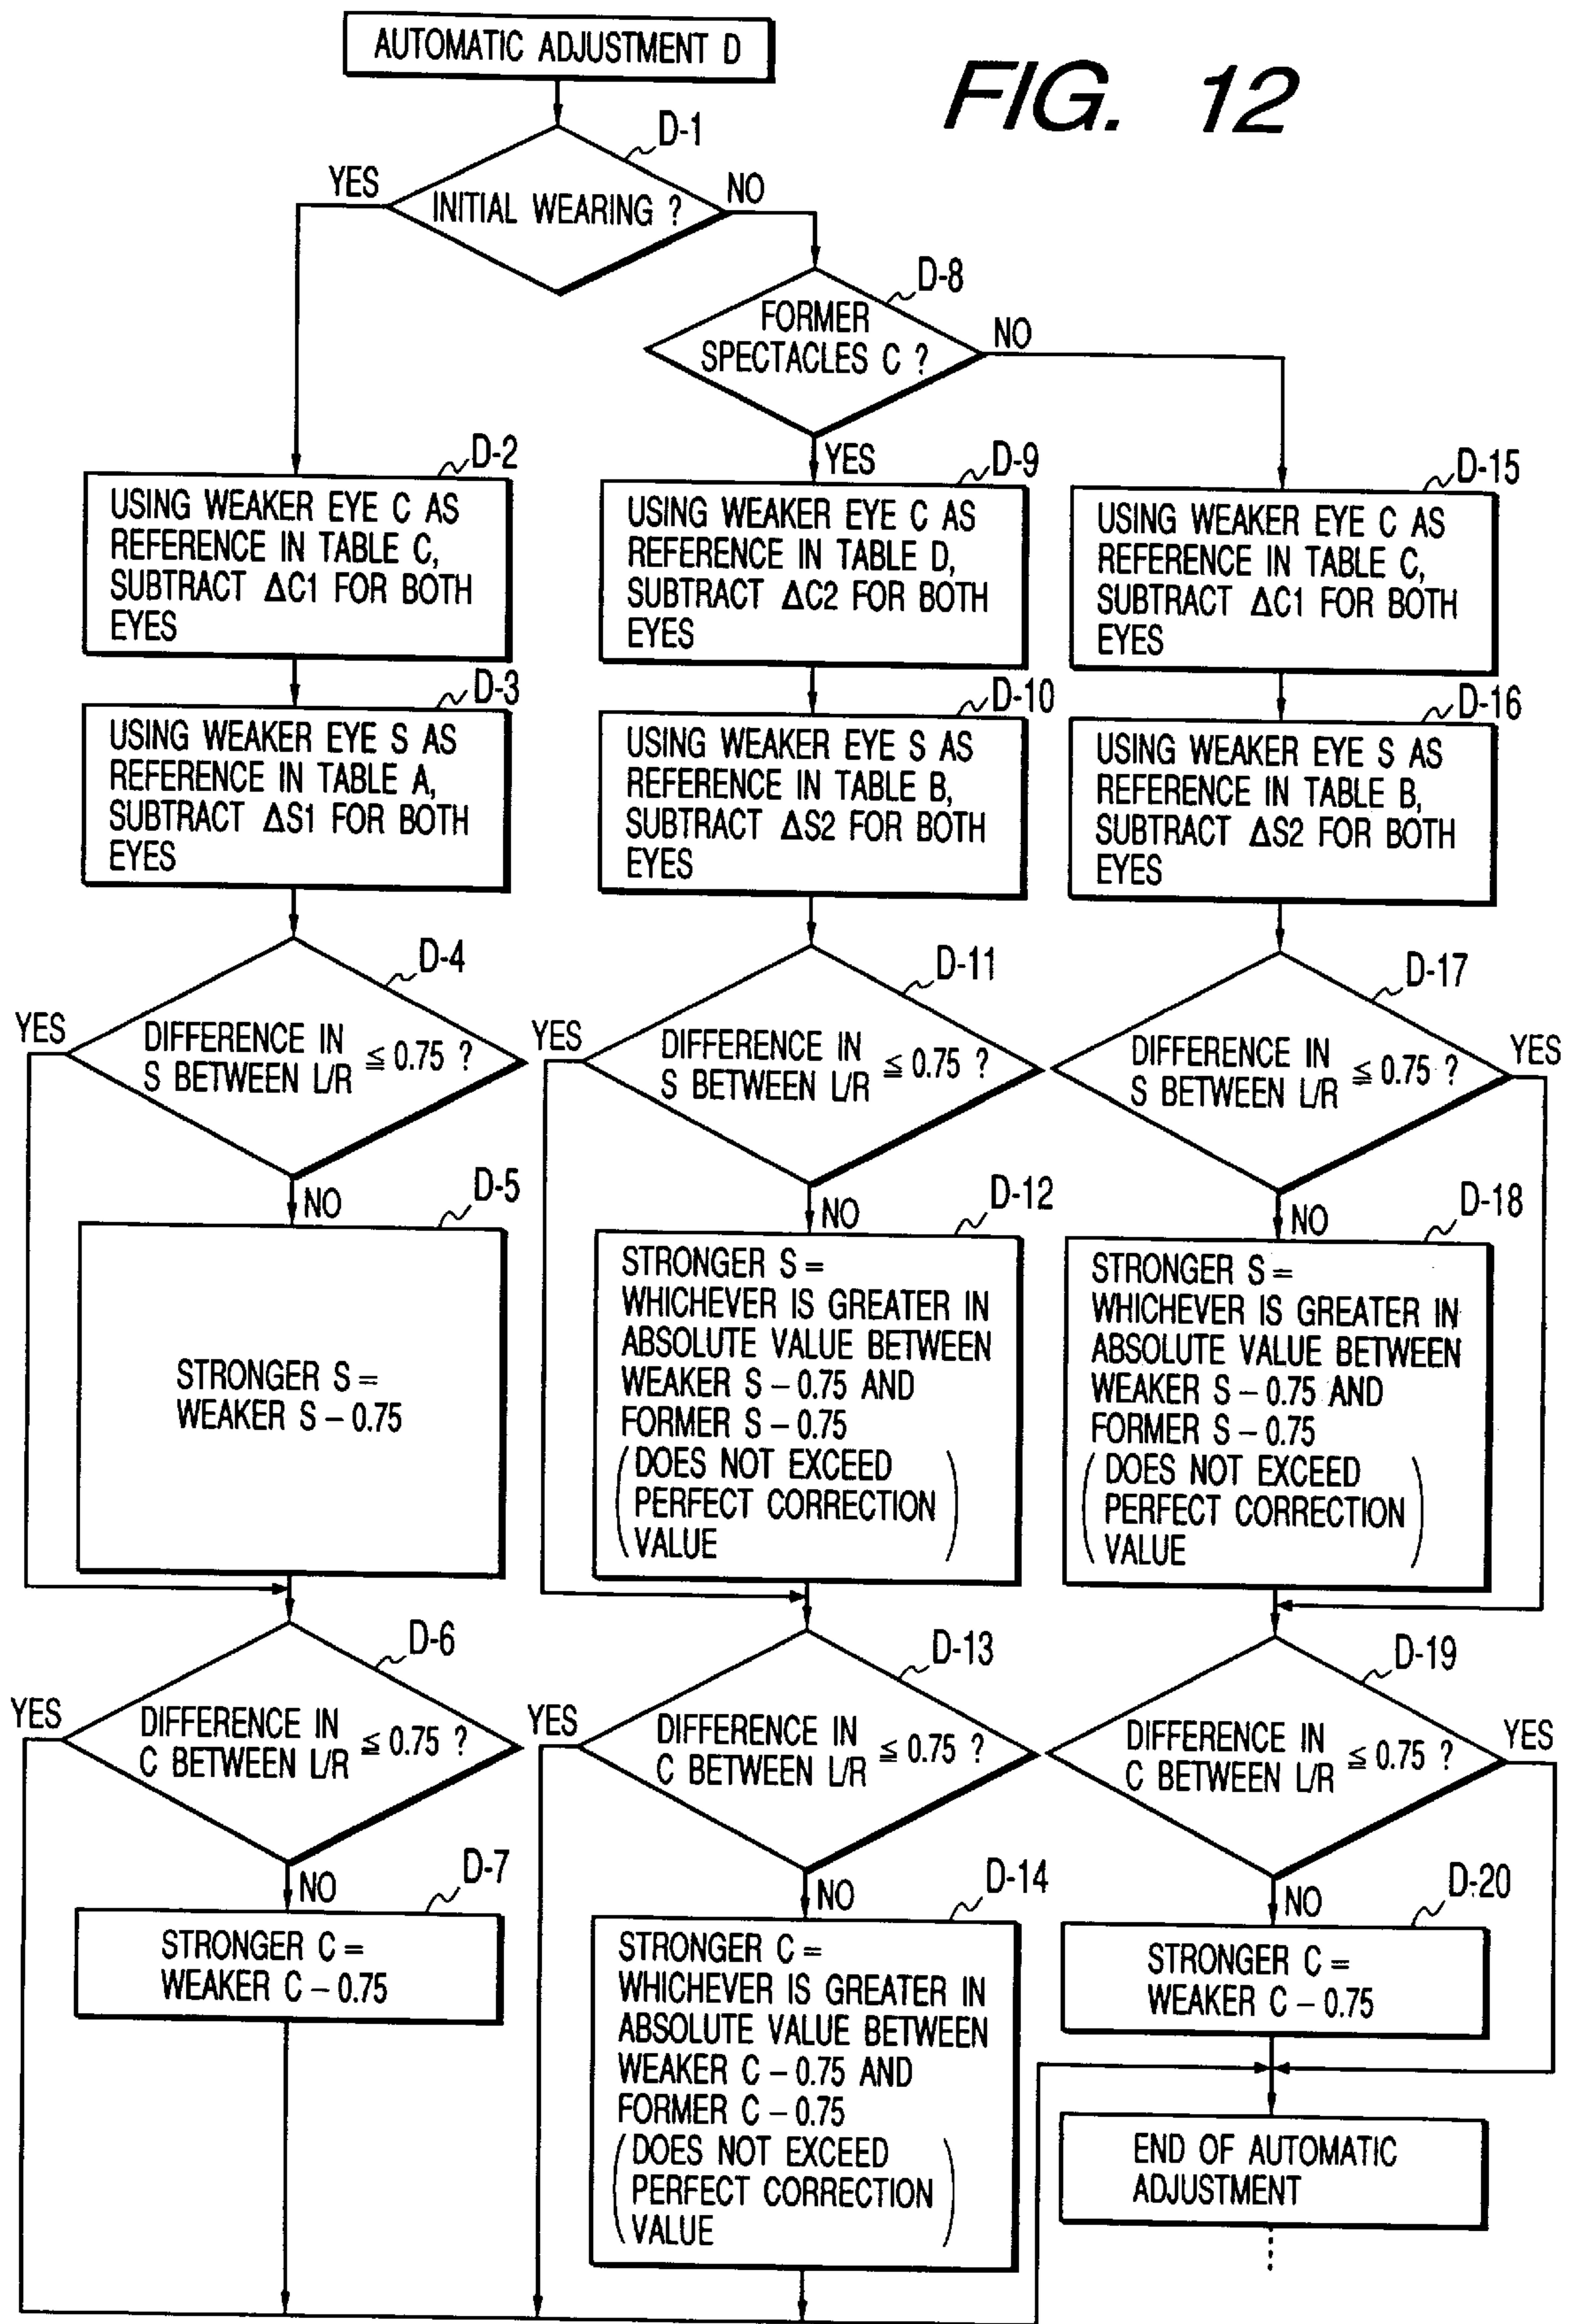 AUTOMATIC ADJUSTMENT D
FIG. 12
D-1
YES
INITIAL WEARING ?
NO
D-8
FORMER
SPECTACLES C ?
NO
YES
D-2
USING WEAKER EYE C AS
REFERENCE IN TABLE C,
SUBTRACT ΔC1 FOR BOTH
EYES
D-3
USING WEAKER EYE S AS
REFERENCE IN TABLE A,
SUBTRACT ΔS1 FOR BOTH
EYES
D-4
YES
DIFFERENCE IN
S BETWEEN L/R ≦ 0.75 ?
NO
D-5
STRONGER S =
WEAKER S – 0.75
D-6
YES
DIFFERENCE IN
C BETWEEN L/R ≦ 0.75 ?
NO
D-7
STRONGER C =
WEAKER C – 0.75
D-9
USING WEAKER EYE C AS
REFERENCE IN TABLE D,
SUBTRACT ΔC2 FOR BOTH
EYES
D-10
USING WEAKER EYE S AS
REFERENCE IN TABLE B,
SUBTRACT ΔS2 FOR BOTH
EYES
D-11
YES
DIFFERENCE IN
S BETWEEN L/R ≦ 0.75 ?
NO
D-12
STRONGER S =
WHICHEVER IS GREATER IN
ABSOLUTE VALUE BETWEEN
WEAKER S – 0.75 AND
FORMER S – 0.75
(DOES NOT EXCEED
PERFECT CORRECTION
VALUE)
D-13
YES
DIFFERENCE IN
C BETWEEN L/R ≦ 0.75 ?
NO
D-14
STRONGER C =
WHICHEVER IS GREATER IN
ABSOLUTE VALUE BETWEEN
WEAKER C – 0.75 AND
FORMER C – 0.75
(DOES NOT EXCEED
PERFECT CORRECTION
VALUE)
D-15
USING WEAKER EYE C AS
REFERENCE IN TABLE C,
SUBTRACT ΔC1 FOR BOTH
EYES
D-16
USING WEAKER EYE S AS
REFERENCE IN TABLE B,
SUBTRACT ΔS2 FOR BOTH
EYES
D-17
DIFFERENCE IN
S BETWEEN L/R ≦ 0.75 ?
YES
NO
D-18
STRONGER S =
WHICHEVER IS GREATER IN
ABSOLUTE VALUE BETWEEN
WEAKER S – 0.75 AND
FORMER S – 0.75
(DOES NOT EXCEED
PERFECT CORRECTION
VALUE)
D-19
DIFFERENCE IN
C BETWEEN L/R ≦ 0.75 ?
YES
NO
D-20
STRONGER C =
WEAKER C – 0.75
END OF AUTOMATIC
ADJUSTMENT